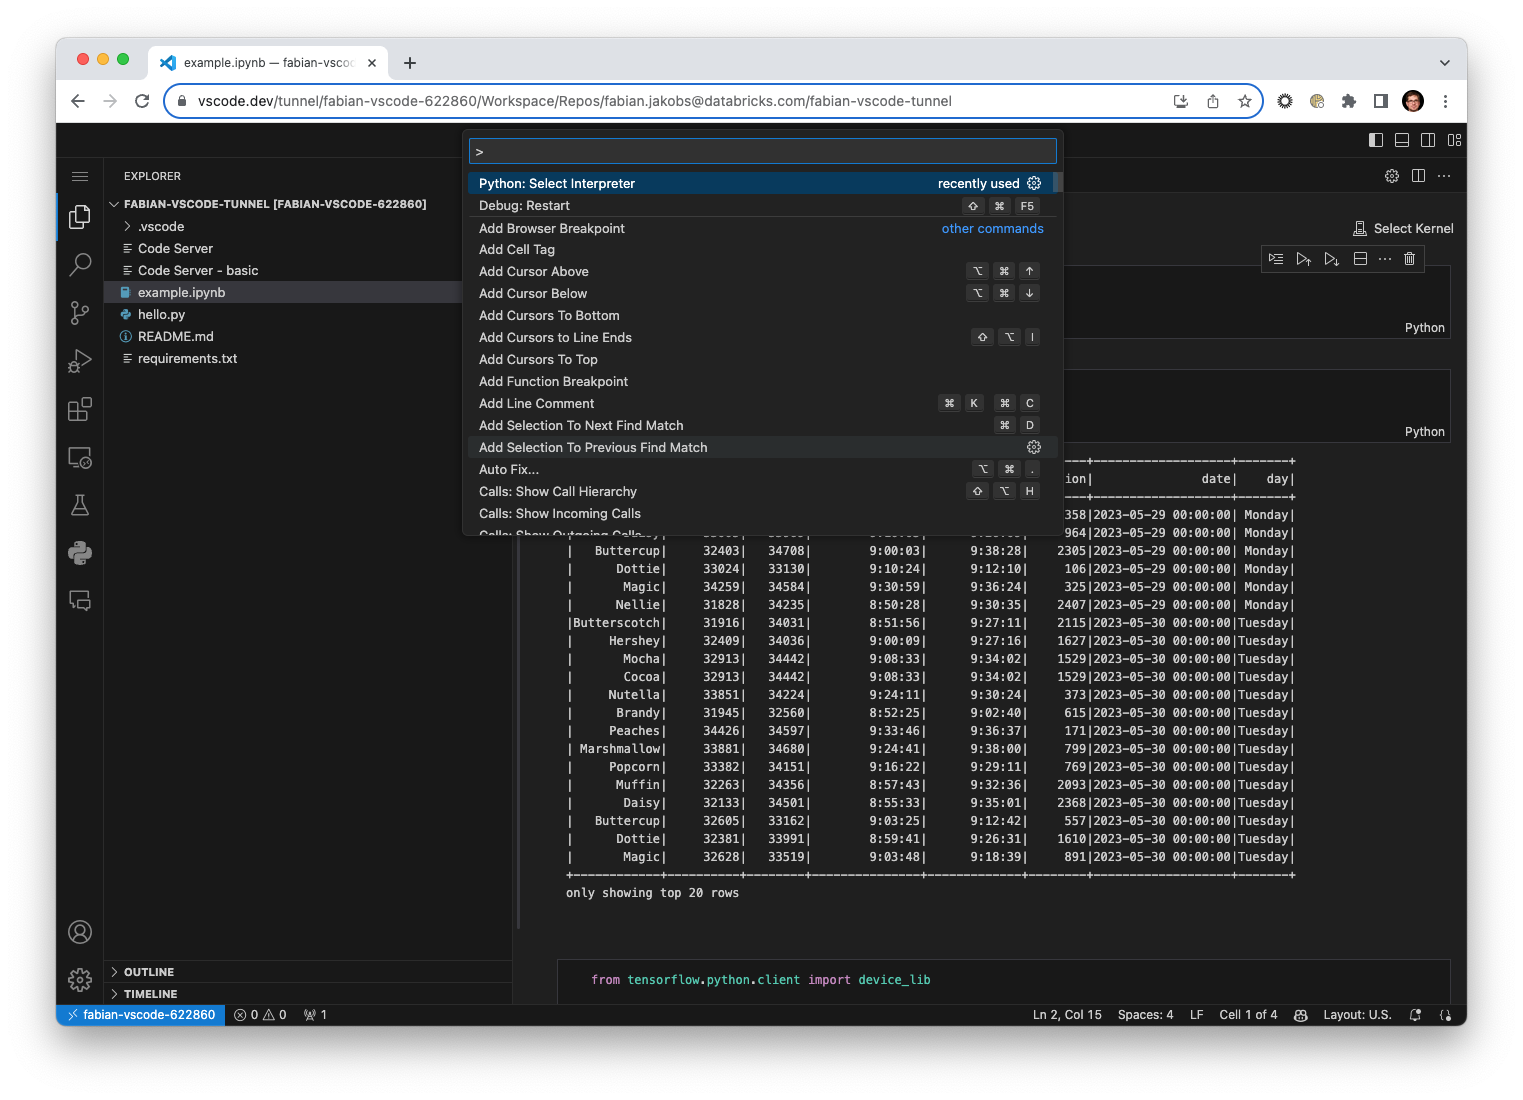 example.ipynb — fabian-vsco
vscode.dev/tunnel/fabian-vscode-622860/Workspace/Repos/fabian.jakobs@databricks.com/fabian-vscode-tunnel
>
Python: Select Interpreter recently used
Debug: Restart ⇧ ⌘ F5
Add Browser Breakpoint other commands
Add Cell Tag
Add Cursor Above ⌥ ⌘ ↑
Add Cursor Below ⌥ ⌘ ↓
Add Cursors To Bottom
Add Cursors to Line Ends ⇧ ⌥ I
Add Cursors To Top
Add Function Breakpoint
Add Line Comment ⌘ K ⌘ C
Add Selection To Next Find Match ⌘ D
Add Selection To Previous Find Match
Auto Fix... ⌥ ⌘ .
Calls: Show Call Hierarchy ⇧ ⌥ H
Calls: Show Incoming Calls
Calls: Show Outgoing Calls
EXPLORER
FABIAN-VSCODE-TUNNEL [FABIAN-VSCODE-622860]
.vscode
Code Server
Code Server - basic
example.ipynb
hello.py
README.md
requirements.txt
OUTLINE
TIMELINE
Select Kernel
Python
Python
---+-------------------+-------+
ion|               date|    day|
---+-------------------+-------+
358|2023-05-29 00:00:00| Monday|
964|2023-05-29 00:00:00| Monday|
|   Buttercup|     32403|   34708|        9:00:03|      9:38:28|    2305|2023-05-29 00:00:00| Monday|
|      Dottie|     33024|   33130|        9:10:24|      9:12:10|     106|2023-05-29 00:00:00| Monday|
|       Magic|     34259|   34584|        9:30:59|      9:36:24|     325|2023-05-29 00:00:00| Monday|
|      Nellie|     31828|   34235|        8:50:28|      9:30:35|    2407|2023-05-29 00:00:00| Monday|
|Butterscotch|     31916|   34031|        8:51:56|      9:27:11|    2115|2023-05-30 00:00:00|Tuesday|
|     Hershey|     32409|   34036|        9:00:09|      9:27:16|    1627|2023-05-30 00:00:00|Tuesday|
|       Mocha|     32913|   34442|        9:08:33|      9:34:02|    1529|2023-05-30 00:00:00|Tuesday|
|       Cocoa|     32913|   34442|        9:08:33|      9:34:02|    1529|2023-05-30 00:00:00|Tuesday|
|     Nutella|     33851|   34224|        9:24:11|      9:30:24|     373|2023-05-30 00:00:00|Tuesday|
|      Brandy|     31945|   32560|        8:52:25|      9:02:40|     615|2023-05-30 00:00:00|Tuesday|
|     Peaches|     34426|   34597|        9:33:46|      9:36:37|     171|2023-05-30 00:00:00|Tuesday|
| Marshmallow|     33881|   34680|        9:24:41|      9:38:00|     799|2023-05-30 00:00:00|Tuesday|
|     Popcorn|     33382|   34151|        9:16:22|      9:29:11|     769|2023-05-30 00:00:00|Tuesday|
|      Muffin|     32263|   34356|        8:57:43|      9:32:36|    2093|2023-05-30 00:00:00|Tuesday|
|       Daisy|     32133|   34501|        8:55:33|      9:35:01|    2368|2023-05-30 00:00:00|Tuesday|
|   Buttercup|     32605|   33162|        9:03:25|      9:12:42|     557|2023-05-30 00:00:00|Tuesday|
|      Dottie|     32381|   33991|        8:59:41|      9:26:31|    1610|2023-05-30 00:00:00|Tuesday|
|       Magic|     32628|   33519|        9:03:48|      9:18:39|     891|2023-05-30 00:00:00|Tuesday|
+------------+----------+--------+---------------+-------------+--------+-------------------+-------+
only showing top 20 rows
from tensorflow.python.client import device_lib
fabian-vscode-622860 0 0 1 Ln 2, Col 15 Spaces: 4 LF Cell 1 of 4 Layout: U.S.